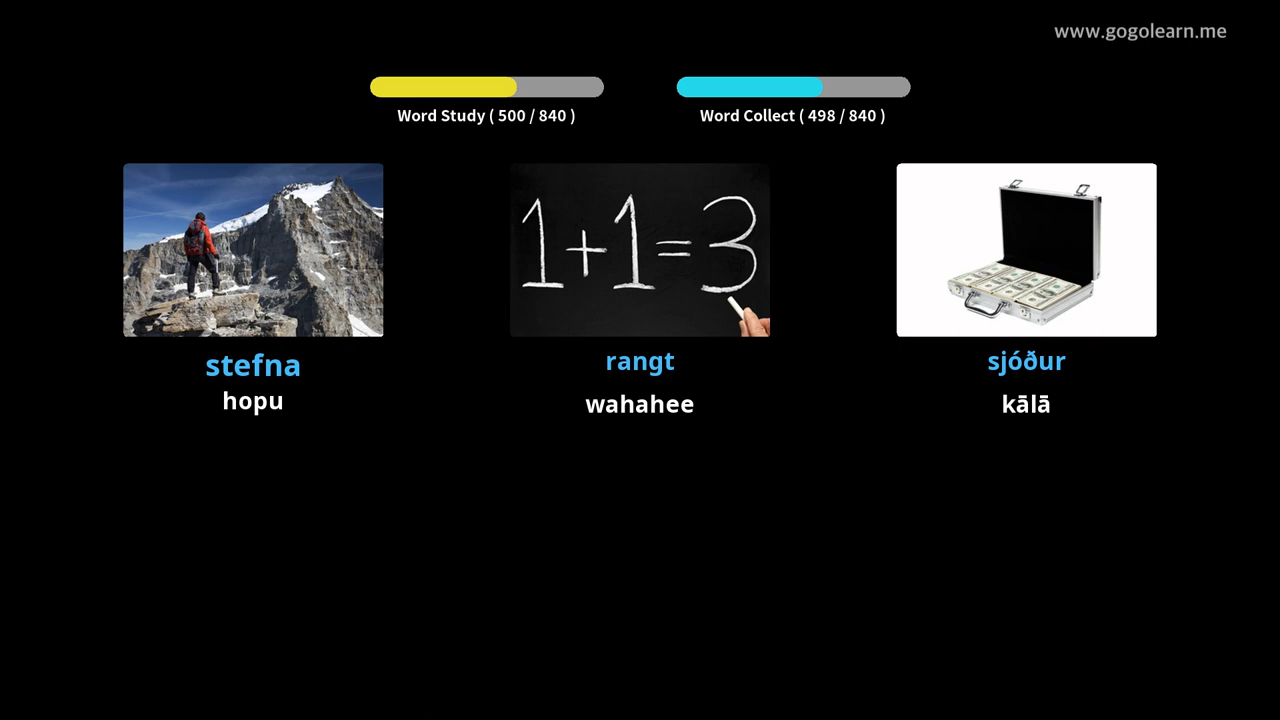 www.gogolearn.me
Word Study ( 500 / 840 )
Word Collect ( 498 / 840 )
1+1=3
stefna
hopu
rangt
wahahee
sjóður
kālā